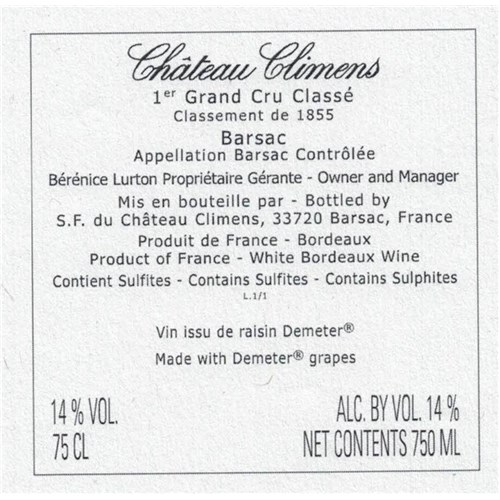 Château Climens
1er Grand Cru Classé
Classement de 1855
Barsac
Appellation Barsac Contrôlée
Bérénice Lurton Propriétaire Gérante - Owner and Manager
Mis en bouteille par - Bottled by
S.F. du Château Climens, 33720 Barsac, France
Produit de France - Bordeaux
Product of France - White Bordeaux Wine
Contient Sulfites - Contains Sulfites - Contains Sulphites
L.1/1
Vin issu de raisin Demeter®
Made with Demeter® grapes
14 % VOL. ALC. BY VOL. 14 %
75 CL NET CONTENTS 750 ML